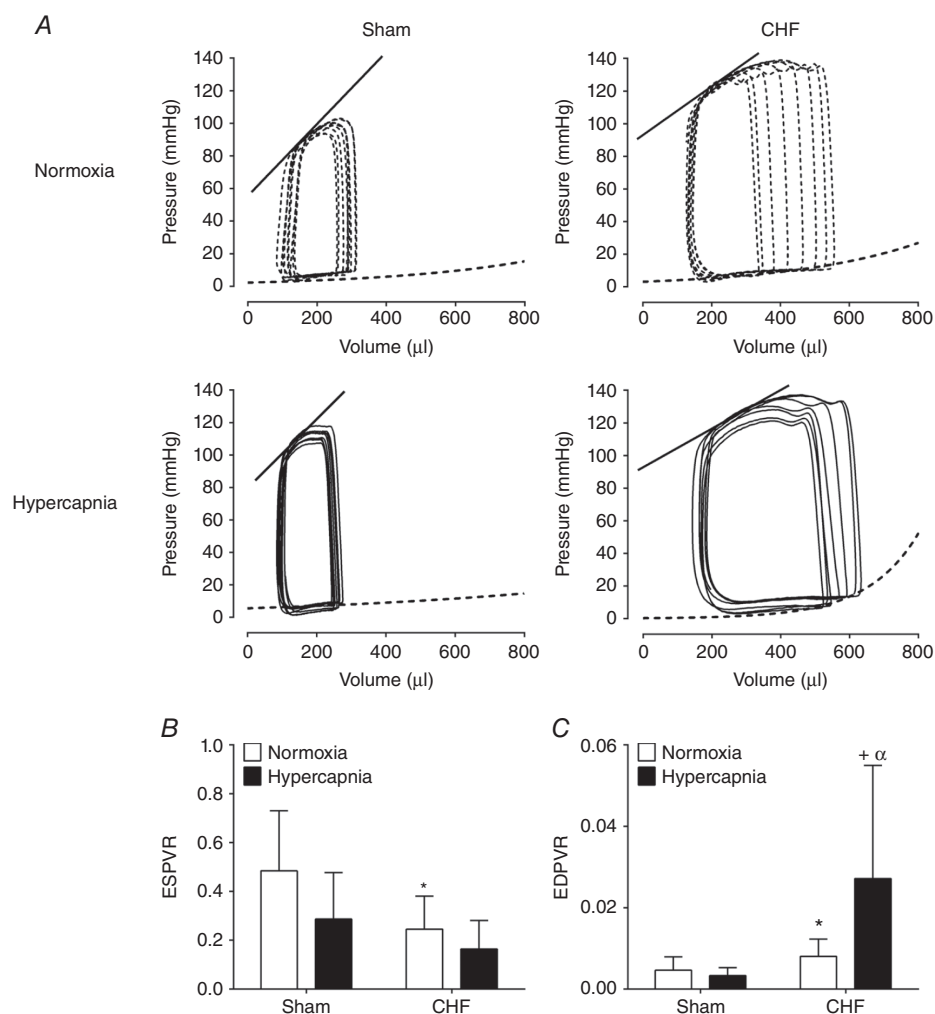 A
Sham
CHF
Normoxia
Pressure (mmHg)
140
120
100
80
60
40
20
0
0 200 400 600 800
Volume (µl)
Pressure (mmHg)
140
120
100
80
60
40
20
0
0 200 400 600 800
Volume (µl)
Hypercapnia
Pressure (mmHg)
140
120
100
80
60
40
20
0
0 200 400 600 800
Volume (µl)
Pressure (mmHg)
140
120
100
80
60
40
20
0
0 200 400 600 800
Volume (µl)
B
Normoxia
Hypercapnia
ESPVR
1.0
0.8
0.6
0.4
0.2
0.0
*
Sham CHF
C
Normoxia
Hypercapnia
EDPVR
0.06
0.04
0.02
0.00
+ α
*
Sham CHF